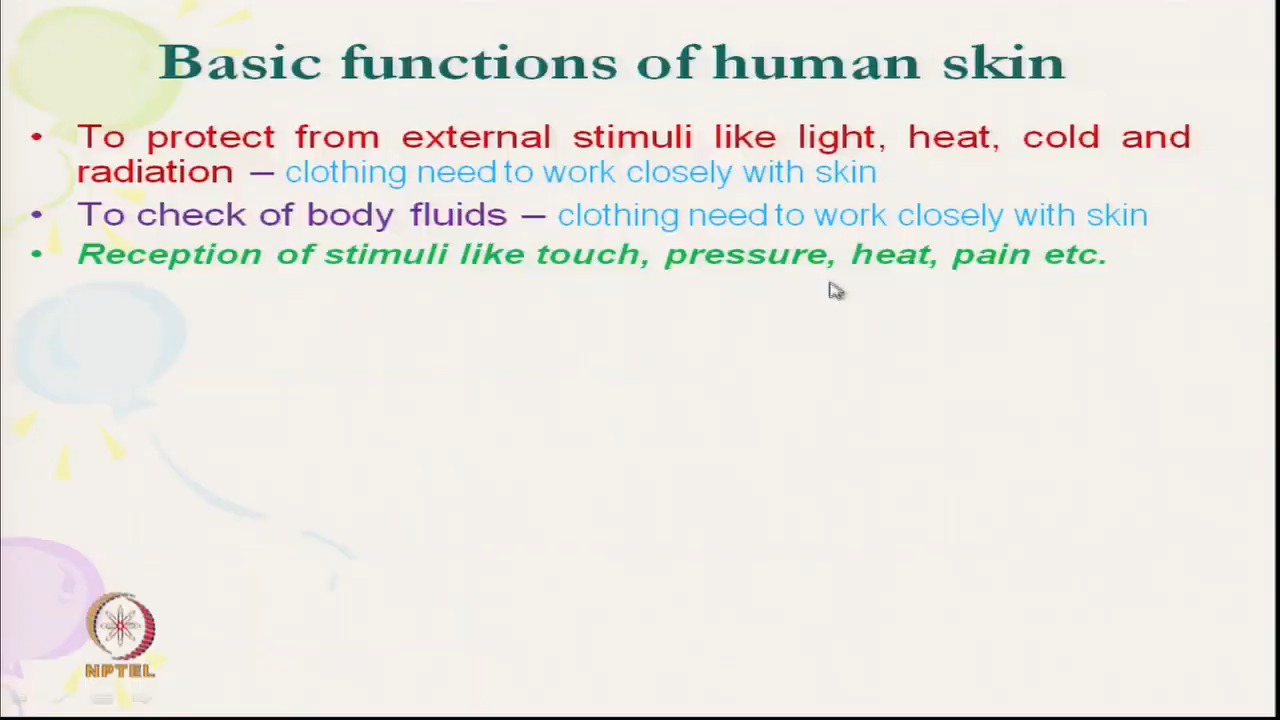 Basic functions of human skin
• To protect from external stimuli like light, heat, cold and
radiation – clothing need to work closely with skin
• To check of body fluids – clothing need to work closely with skin
• Reception of stimuli like touch, pressure, heat, pain etc.
NPTEL